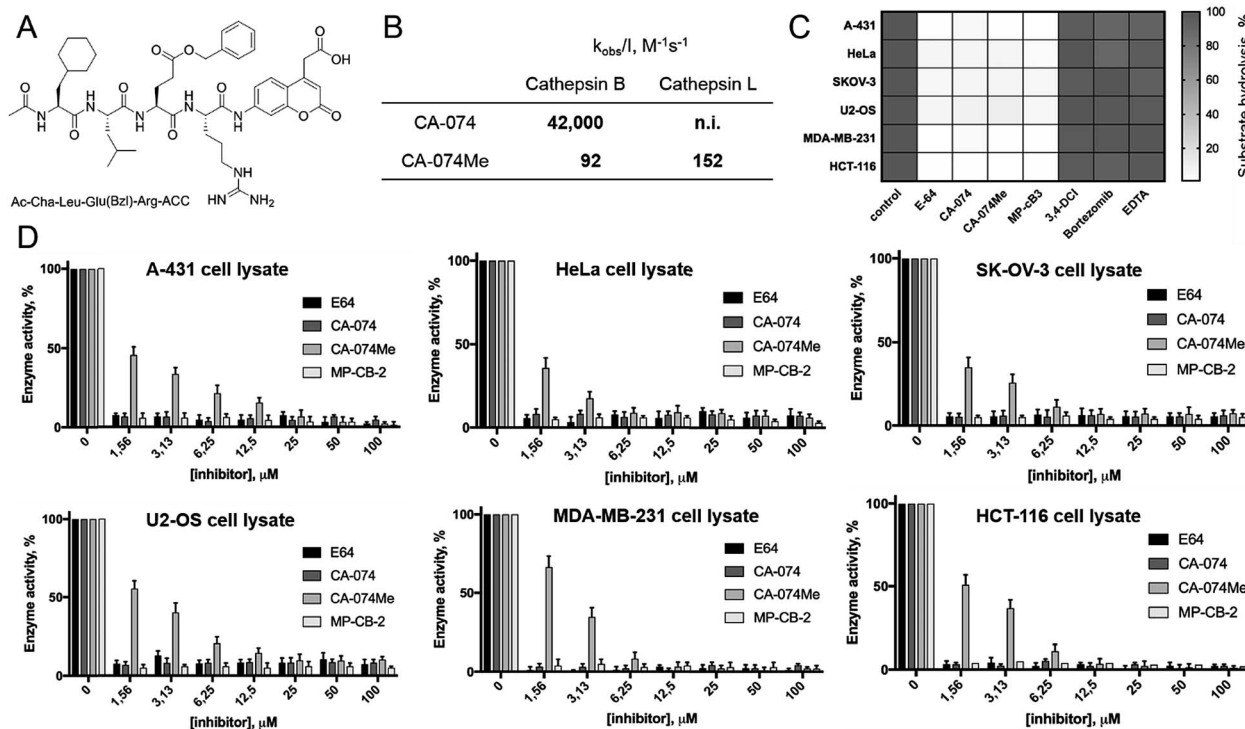 A
O
N
H
O
H
N
O
O
O
N
H
O
H
N
O
N
H
O
O
O
OH
NH
HN
NH₂
Ac-Cha-Leu-Glu(Bzl)-Arg-ACC
B
kobs/I, M⁻¹s⁻¹
Cathepsin B Cathepsin L
CA-074 42,000 n.i.
CA-074Me 92 152
C
A-431
HeLa
SKOV-3
U2-OS
MDA-MB-231
HCT-116
control E-64 CA-074 CA-074Me MP-cB3 3,4-DCI Bortezomib EDTA
100
80
60
40
20
Substrate hydrolysis, %
D
A-431 cell lysate
Enzyme activity, %
100
50
0
E64
CA-074
CA-074Me
MP-CB-2
0 1,56 3,13 6,25 12,5 25 50 100
[inhibitor], μM
HeLa cell lysate
Enzyme activity, %
100
50
0
E64
CA-074
CA-074Me
MP-CB-2
0 1,56 3,13 6,25 12,5 25 50 100
[inhibitor], μM
SK-OV-3 cell lysate
Enzyme activity, %
100
50
0
E64
CA-074
CA-074Me
MP-CB-2
0 1,56 3,13 6,25 12,5 25 50 100
[inhibitor], μM
U2-OS cell lysate
Enzyme activity, %
100
50
0
E64
CA-074
CA-074Me
MP-CB-2
0 1,56 3,13 6,25 12,5 25 50 100
[inhibitor], μM
MDA-MB-231 cell lysate
Enzyme activity, %
100
50
0
E64
CA-074
CA-074Me
MP-CB-2
0 1,56 3,13 6,25 12,5 25 50 100
[inhibitor], μM
HCT-116 cell lysate
Enzyme activity, %
100
50
0
E64
CA-074
CA-074Me
MP-CB-2
0 1,56 3,13 6,25 12,5 25 50 100
[inhibitor], μM